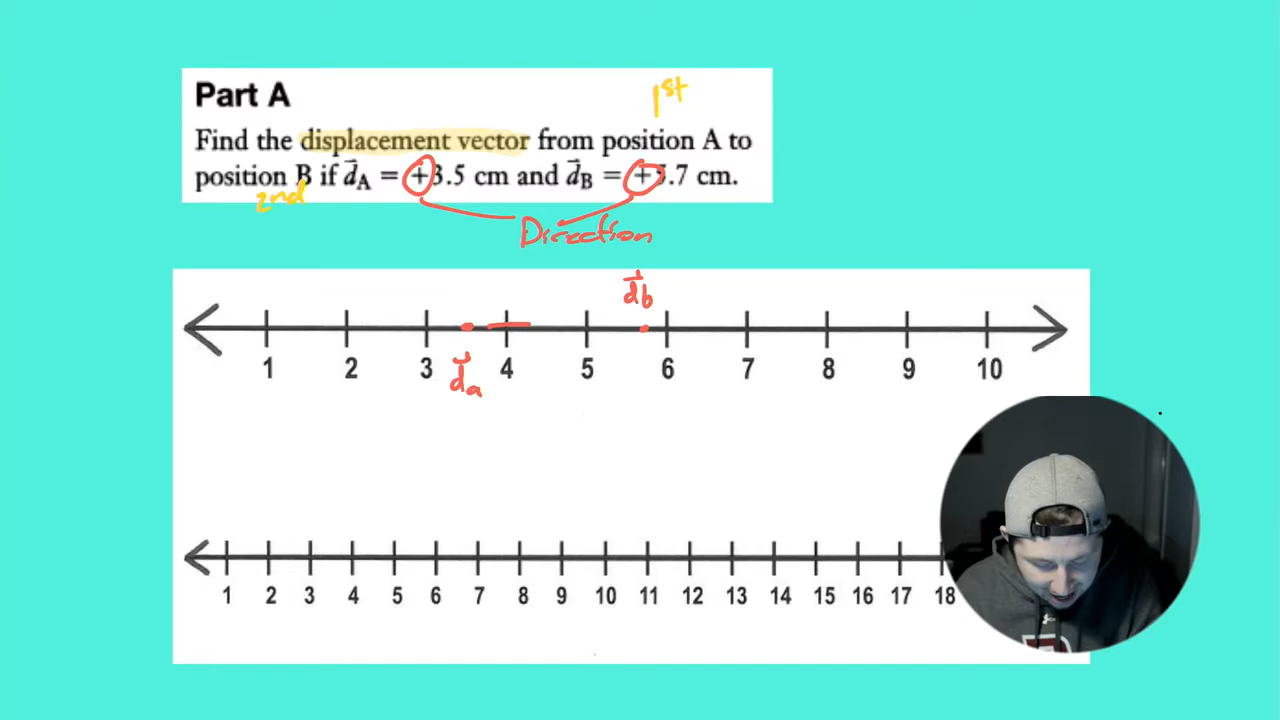 Part A
1st
Find the displacement vector from position A to
position B if d⃗A = +3.5 cm and d⃗B = +5.7 cm.
2nd
Direction
d⃗b
1 2 3 4 5 6 7 8 9 10
d⃗a
1 2 3 4 5 6 7 8 9 10 11 12 13 14 15 16 17 18